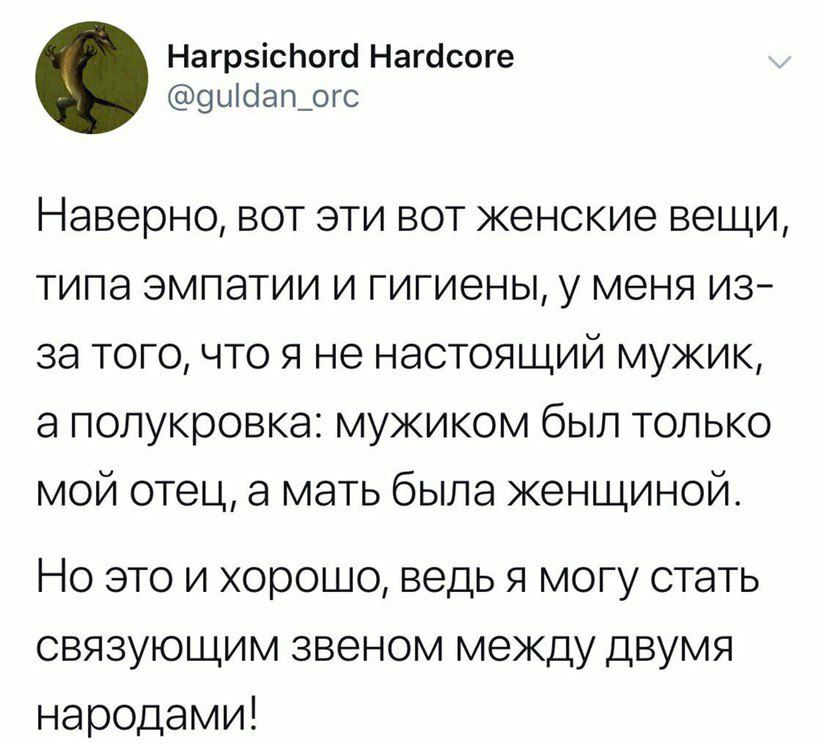 Harpsichord Hardcore
@guldan_orc
Наверно, вот эти вот женские вещи,
типа эмпатии и гигиены, у меня из-
за того, что я не настоящий мужик,
а полукровка: мужиком был только
мой отец, а мать была женщиной.
Но это и хорошо, ведь я могу стать
связующим звеном между двумя
народами!